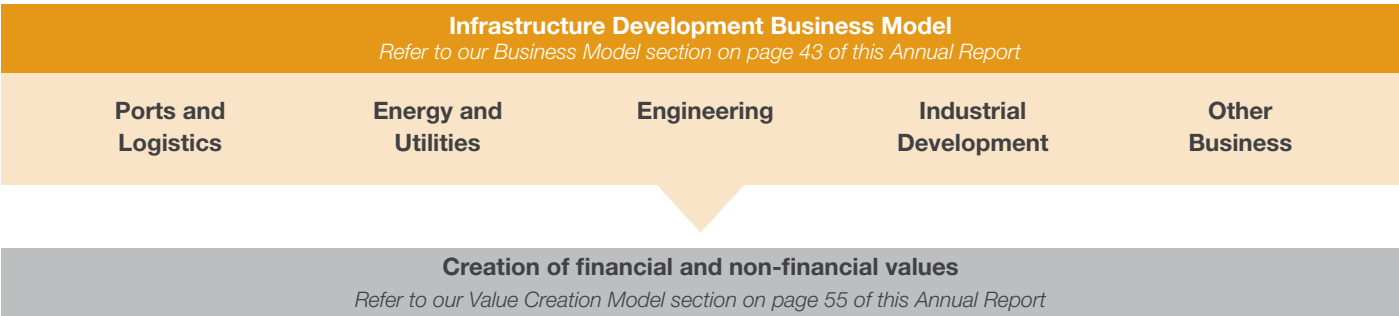 Infrastructure Development Business Model
Refer to our Business Model section on page 43 of this Annual Report
Ports and
Logistics
Energy and
Utilities
Engineering
Industrial
Development
Other
Business
Creation of financial and non-financial values
Refer to our Value Creation Model section on page 55 of this Annual Report